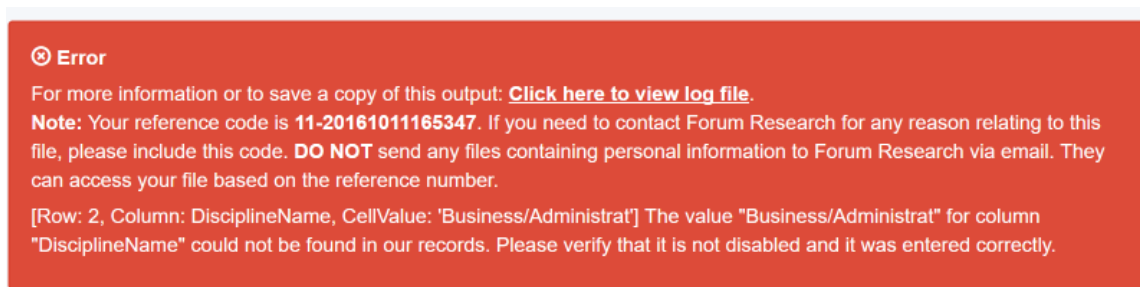 Error
For more information or to save a copy of this output: Click here to view log file.
Note: Your reference code is 11-20161011165347. If you need to contact Forum Research for any reason relating to this
file, please include this code. DO NOT send any files containing personal information to Forum Research via email. They
can access your file based on the reference number.
[Row: 2, Column: DisciplineName, CellValue: 'Business/Administrat'] The value "Business/Administrat" for column
"DisciplineName" could not be found in our records. Please verify that it is not disabled and it was entered correctly.